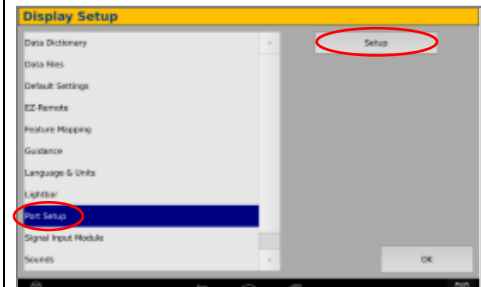 Display Setup
Data Dictionary
Setup
Data Files
Default Settings
EZ-Remote
Feature Mapping
Guidance
Language & Units
Lightbar
Port Setup
Signal Input Module
Sounds
OK